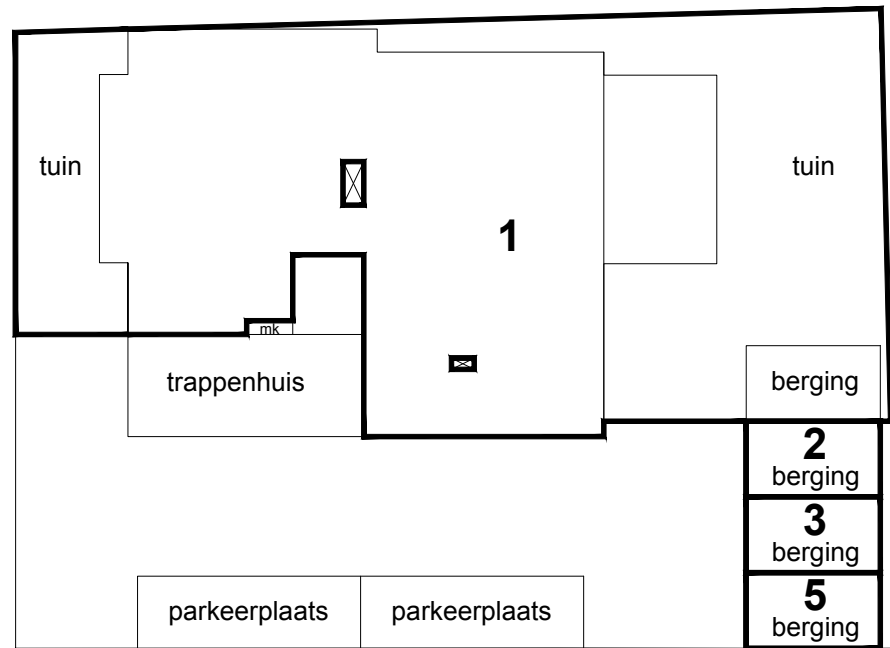 tuin
tuin
1
mk
trappenhuis
berging
2
berging
3
berging
5
berging
parkeerplaats
parkeerplaats